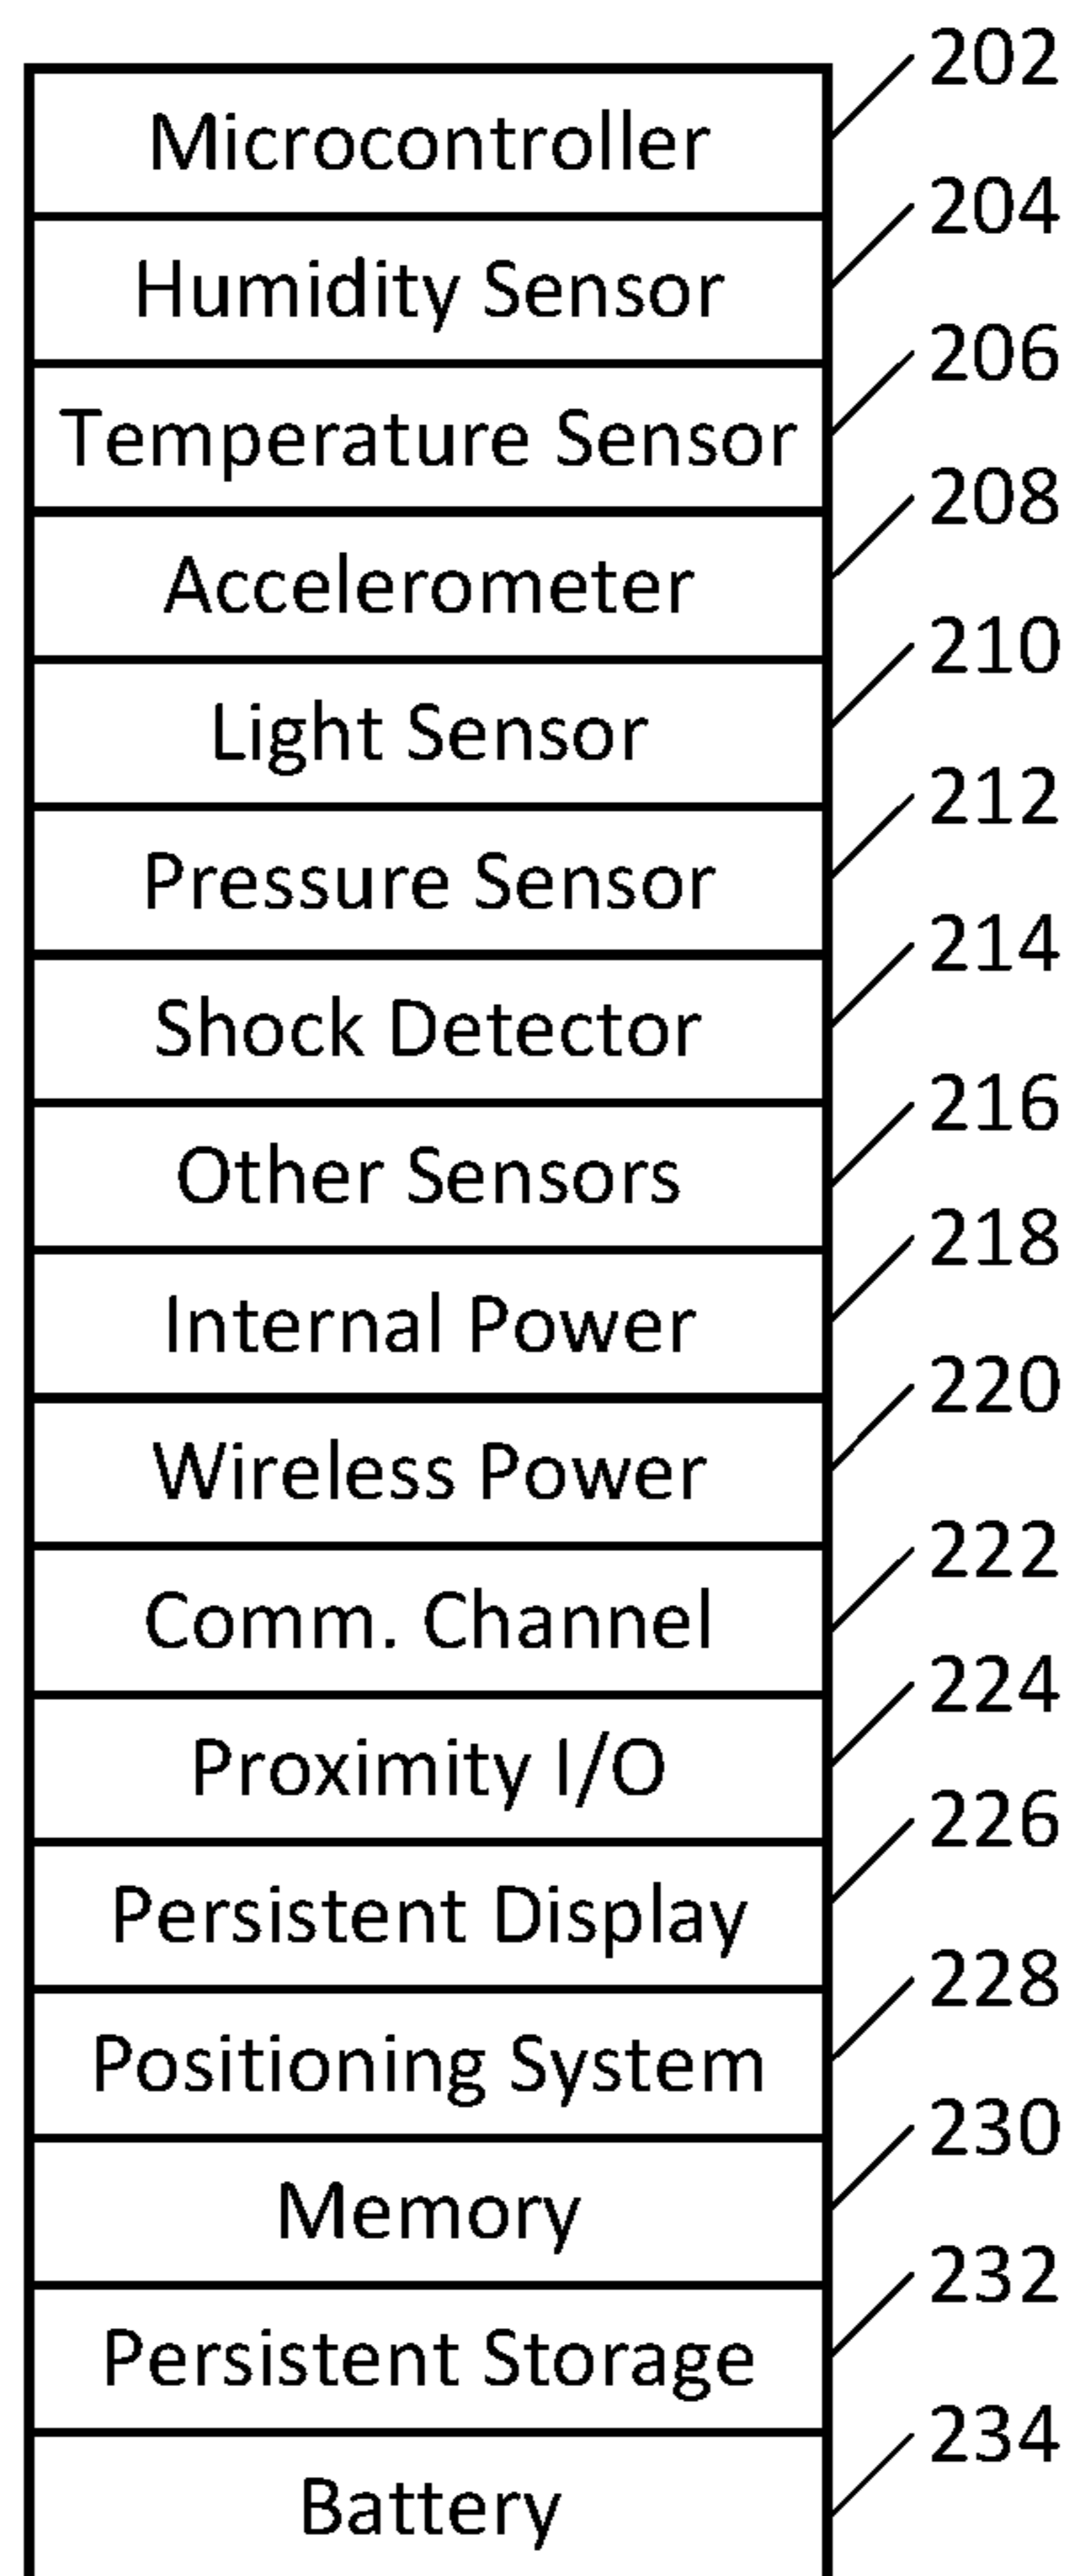 202
Microcontroller
204
Humidity Sensor
206
Temperature Sensor
208
Accelerometer
210
Light Sensor
212
Pressure Sensor
214
Shock Detector
216
Other Sensors
218
Internal Power
220
Wireless Power
222
Comm. Channel
224
Proximity I/O
226
Persistent Display
228
Positioning System
230
Memory
232
Persistent Storage
234
Battery